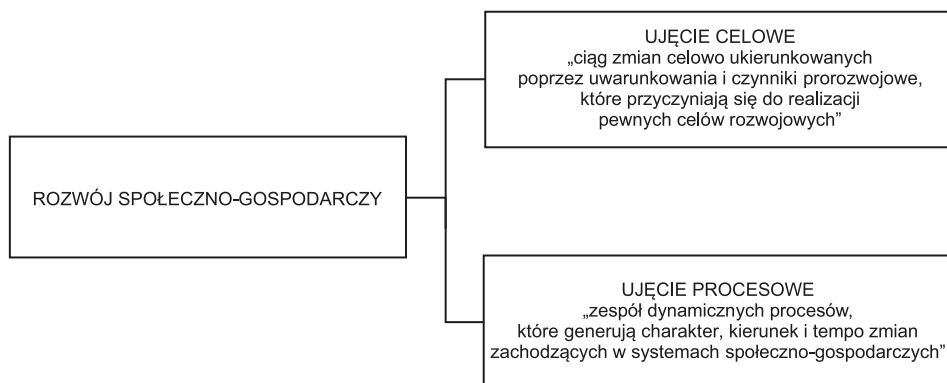 UJĘCIE CELOWE
„ciąg zmian celowo ukierunkowanych
poprzez uwarunkowania i czynniki prorozwojowe,
które przyczyniają się do realizacji
pewnych celów rozwojowych”
ROZWÓJ SPOŁECZNO-GOSPODARCZY
UJĘCIE PROCESOWE
„zespół dynamicznych procesów,
które generują charakter, kierunek i tempo zmian
zachodzących w systemach społeczno-gospodarczych”